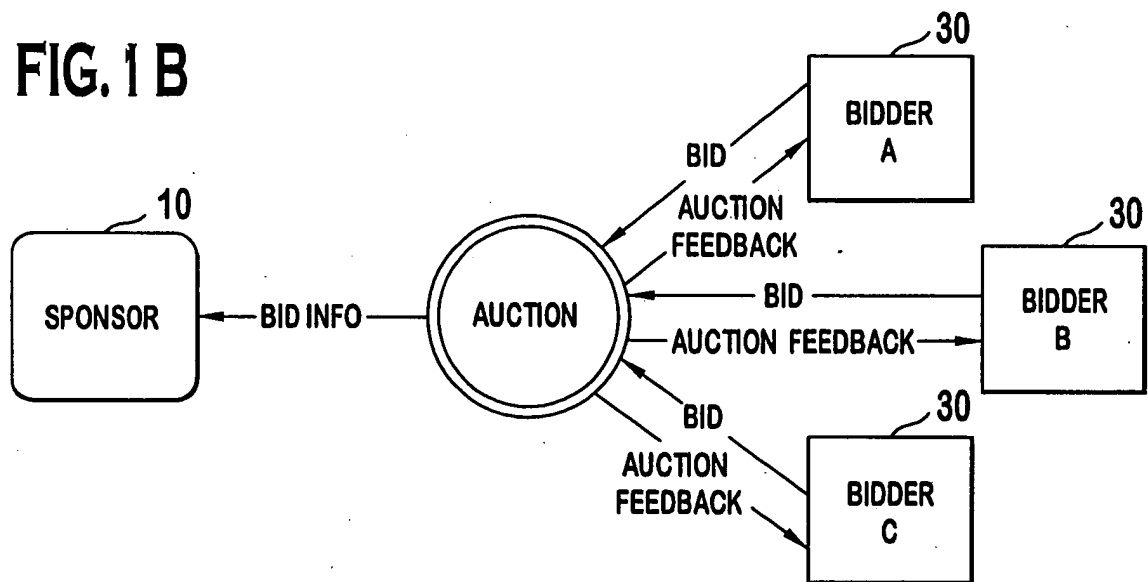 FIG. 1 B
30
BIDDER
A
BID
AUCTION
FEEDBACK
10
SPONSOR
BID INFO
AUCTION
30
BID
BIDDER
B
AUCTION FEEDBACK
30
BID
AUCTION
FEEDBACK
BIDDER
C